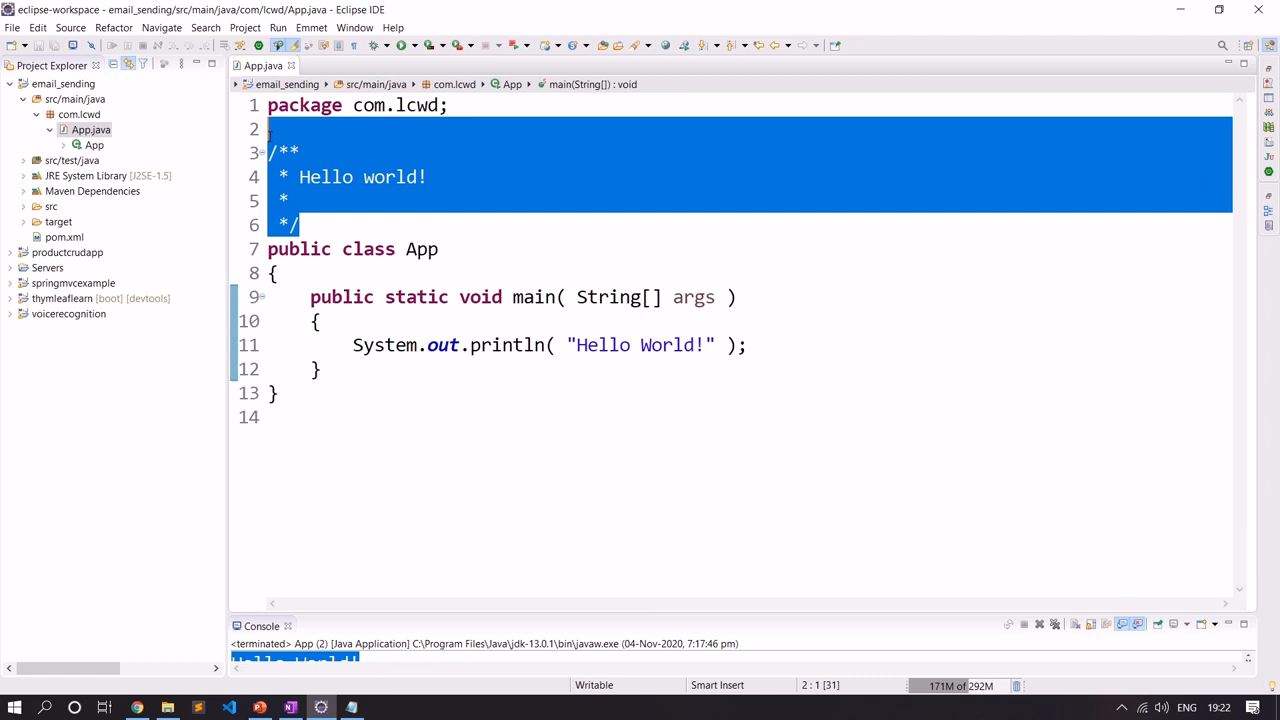 eclipse-workspace - email_sending/src/main/java/com/lcwd/App.java - Eclipse IDE
File Edit Source Refactor Navigate Search Project Run Emmet Window Help
Project Explorer
email_sending
src/main/java
com.lcwd
App.java
App
src/test/java
JRE System Library [J2SE-1.5]
Maven Dependencies
src
target
pom.xml
productcrudapp
Servers
springmvcexample
thymleaflearn [boot] [devtools]
voicerecognition
App.java
email_sending src/main/java com.lcwd App main(String[]) : void
1 package com.lcwd;
2
3 /**
4 * Hello world!
5 *
6 */
7 public class App
8 {
9 public static void main( String[] args )
10 {
11 System.out.println( "Hello World!" );
12 }
13 }
14
Console
<terminated> App (2) [Java Application] C:\Program Files\Java\jdk-13.0.1\bin\javaw.exe (04-Nov-2020, 7:17:46 pm)
Hello World!
Writable Smart Insert 2 : 1 [31] 171M of 292M
ENG 19:22